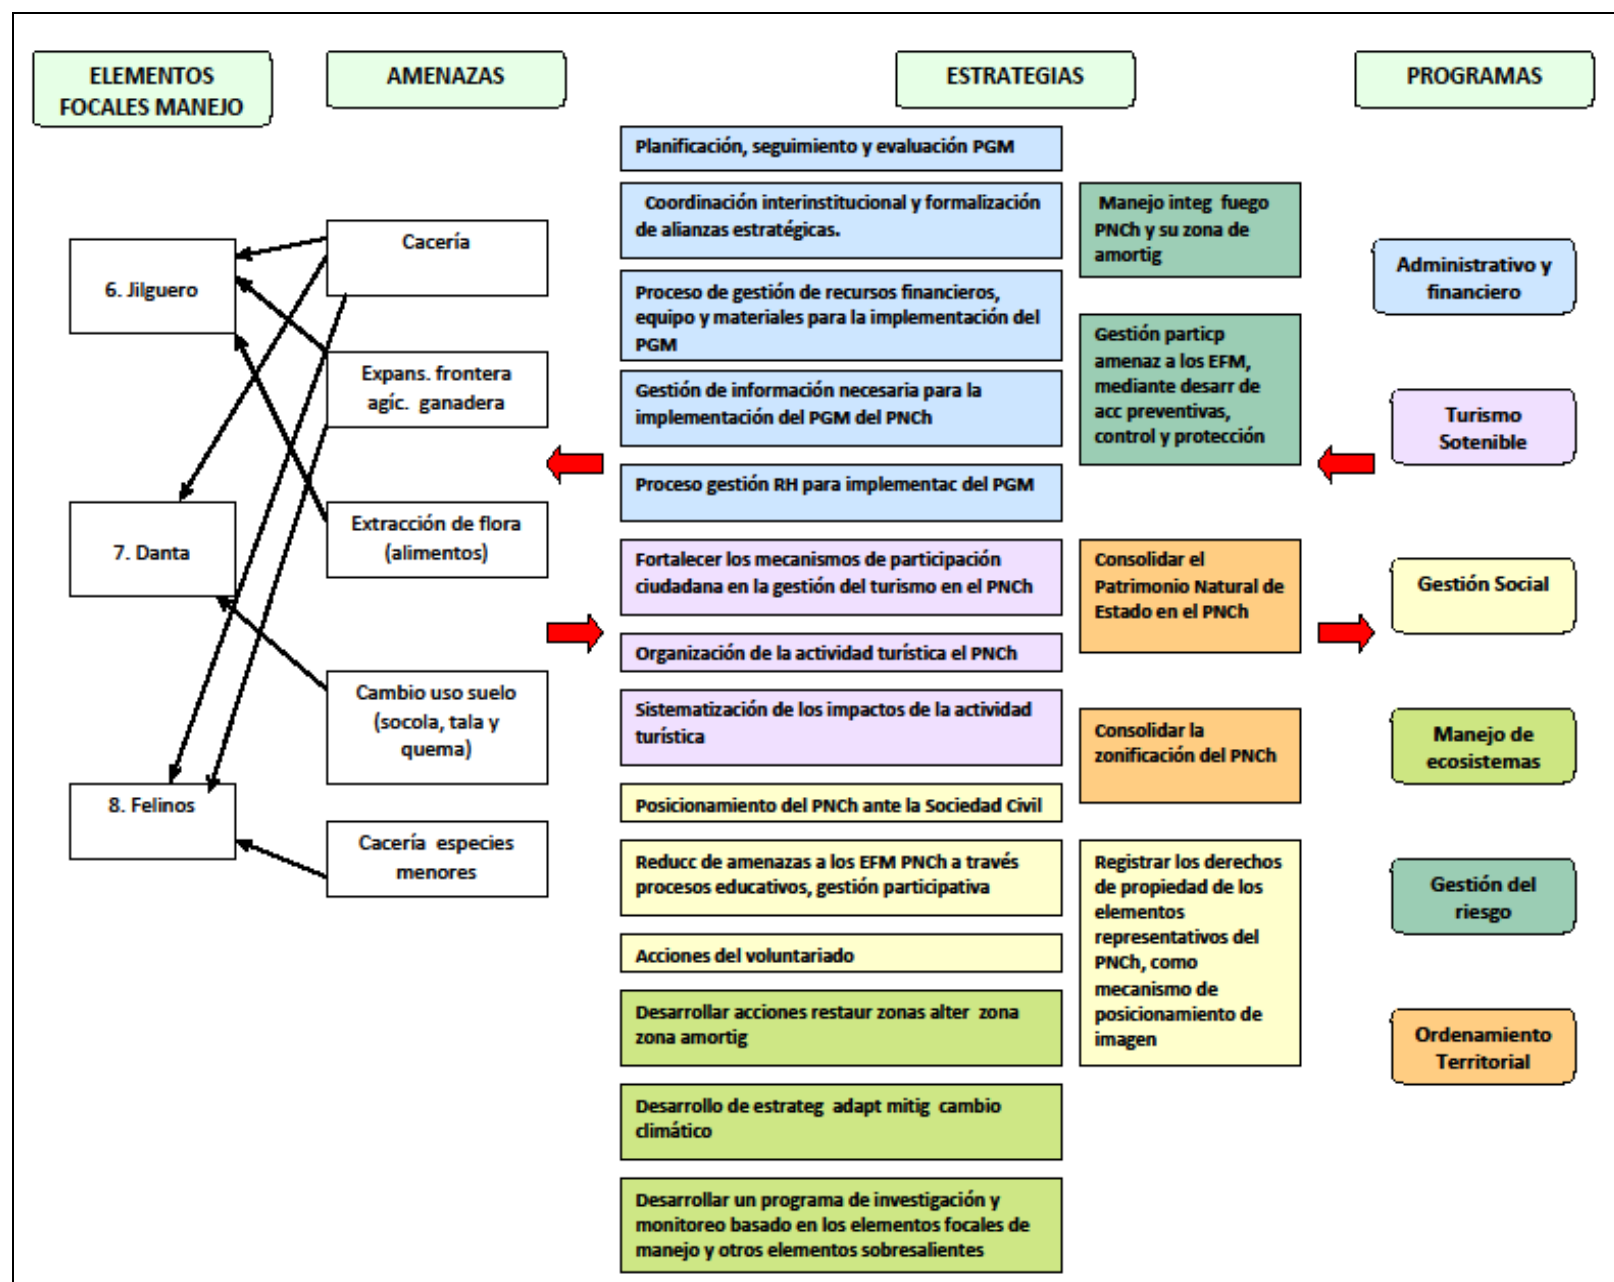 ELEMENTOS
FOCALES MANEJO
AMENAZAS
ESTRATEGIAS
PROGRAMAS
6. Jilguero
7. Danta
8. Felinos
Cacería
Expans. frontera
agíc. ganadera
Extracción de flora
(alimentos)
Cambio uso suelo
(socola, tala y
quema)
Cacería especies
menores
Planificación, seguimiento y evaluación PGM
Coordinación interinstitucional y formalización
de alianzas estratégicas.
Proceso de gestión de recursos financieros,
equipo y materiales para la implementación del
PGM
Gestión de información necesaria para la
implementación del PGM del PNCh
Proceso gestión RH para implementac del PGM
Fortalecer los mecanismos de participación
ciudadana en la gestión del turismo en el PNCh
Organización de la actividad turística el PNCh
Sistematización de los impactos de la actividad
turística
Posicionamiento del PNCh ante la Sociedad Civil
Reducc de amenazas a los EFM PNCh a través
procesos educativos, gestión participativa
Acciones del voluntariado
Desarrollar acciones restaur zonas alter zona
zona amortig
Desarrollo de estrateg adapt mitig cambio
climático
Desarrollar un programa de investigación y
monitoreo basado en los elementos focales de
manejo y otros elementos sobresalientes
Manejo integ fuego
PNCh y su zona de
amortig
Gestión particp
amenaz a los EFM,
mediante desarr de
acc preventivas,
control y protección
Consolidar el
Patrimonio Natural de
Estado en el PNCh
Consolidar la
zonificación del PNCh
Registrar los derechos
de propiedad de los
elementos
representativos del
PNCh, como
mecanismo de
posicionamiento de
imagen
Administrativo y
financiero
Turismo
Sotenible
Gestión Social
Manejo de
ecosistemas
Gestión del
riesgo
Ordenamiento
Territorial